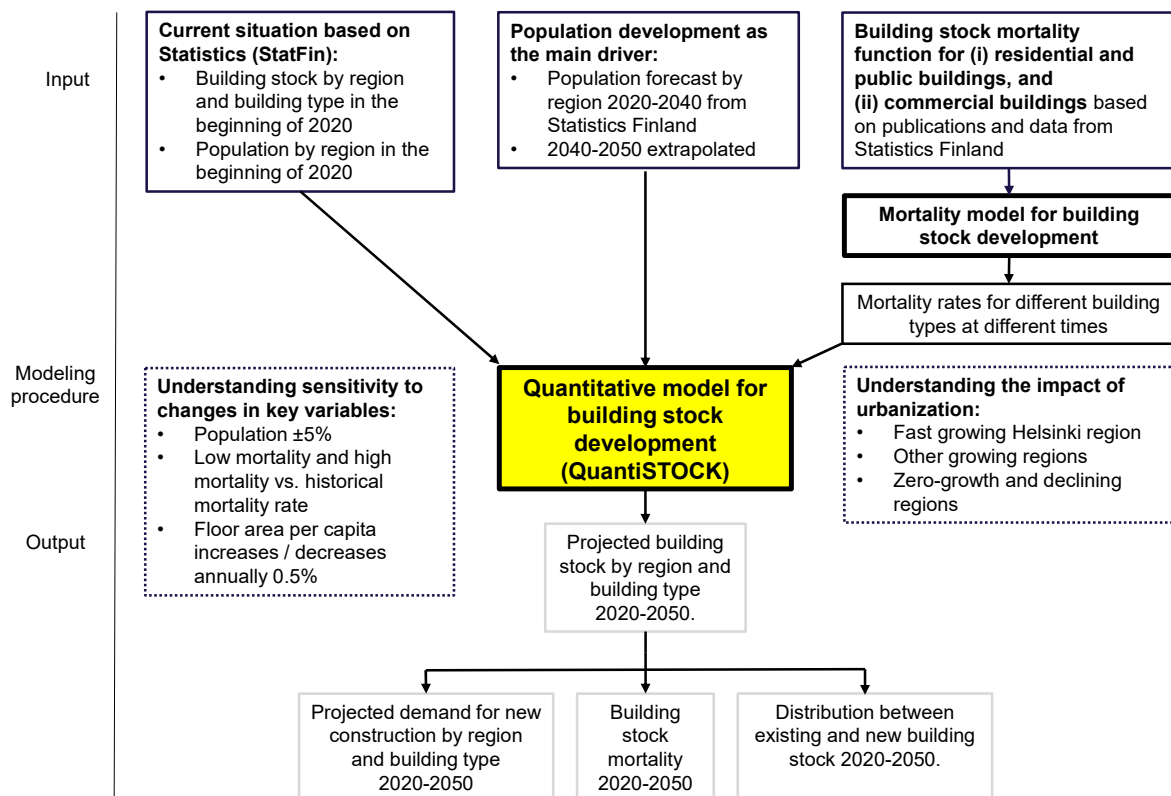 Input
Current situation based on
Statistics (StatFin):
• Building stock by region
and building type in the
beginning of 2020
• Population by region in the
beginning of 2020
Population development as
the main driver:
• Population forecast by
region 2020-2040 from
Statistics Finland
• 2040-2050 extrapolated
Building stock mortality
function for (i) residential and
public buildings, and
(ii) commercial buildings based
on publications and data from
Statistics Finland
Mortality model for building
stock development
Mortality rates for different building
types at different times
Modeling
procedure
Understanding sensitivity to
changes in key variables:
• Population ±5%
• Low mortality and high
mortality vs. historical
mortality rate
• Floor area per capita
increases / decreases
annually 0.5%
Quantitative model for
building stock
development
(QuantiSTOCK)
Understanding the impact of
urbanization:
• Fast growing Helsinki region
• Other growing regions
• Zero-growth and declining
regions
Output
Projected building
stock by region and
building type
2020-2050.
Projected demand for new
construction by region
and building type
2020-2050
Building
stock
mortality
2020-2050
Distribution between
existing and new building
stock 2020-2050.